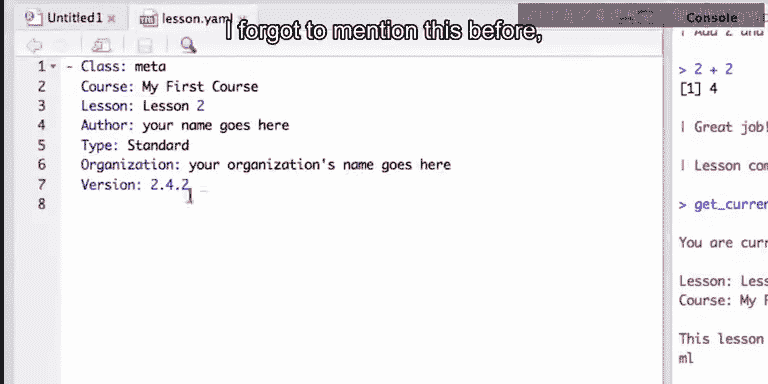 Untitled1 × lesson.yaml × Console
I forgot to mention this before,
1 - Class: meta
2 Course: My First Course
3 Lesson: Lesson 2
4 Author: your name goes here
5 Type: Standard
6 Organization: your organization's name goes here
7 Version: 2.4.2
8
| Add 2 and
> 2 + 2
[1] 4
| Great job!
| Lesson com
> get_curren
You are curr
Lesson: Less
Course: My F
This lesson
ml